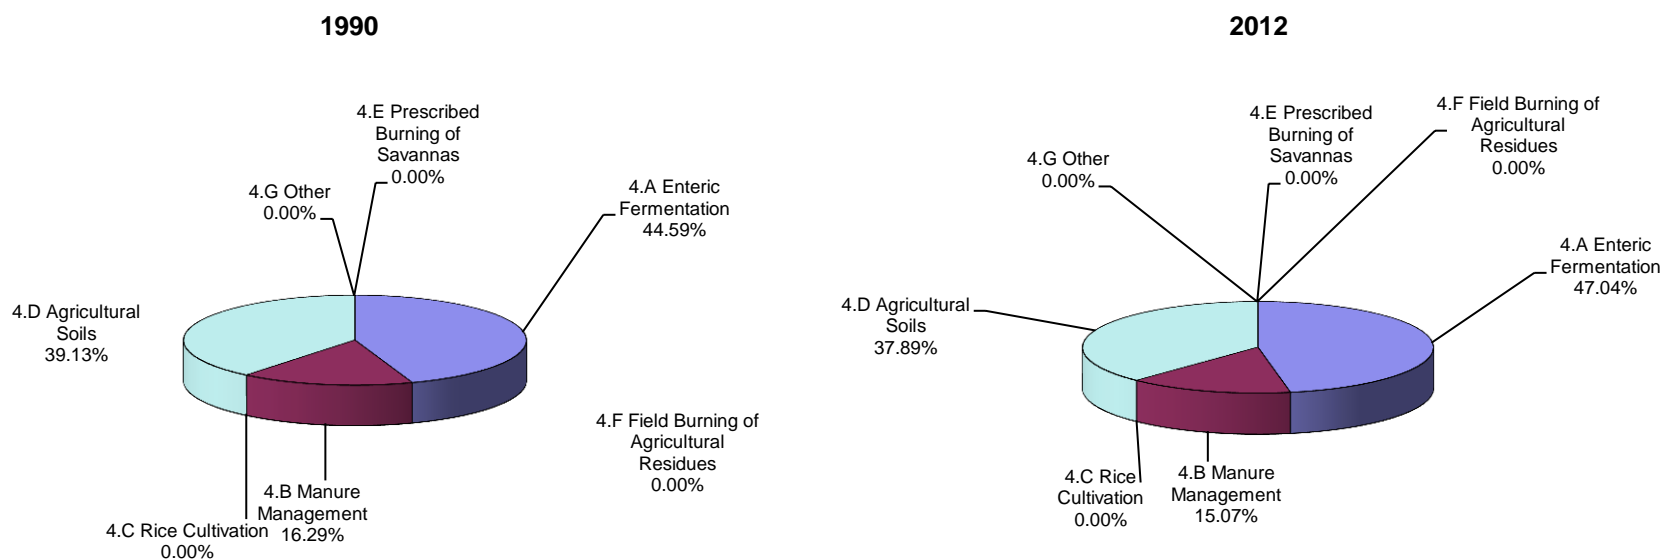 1990
4.E Prescribed
Burning of
Savannas
0.00%
4.G Other
0.00%
4.A Enteric
Fermentation
44.59%
4.D Agricultural
Soils
39.13%
4.F Field Burning of
Agricultural
Residues
0.00%
4.B Manure
Management
16.29%
4.C Rice Cultivation
0.00%
2012
4.F Field Burning of
Agricultural
Residues
0.00%
4.E Prescribed
Burning of
Savannas
0.00%
4.G Other
0.00%
4.A Enteric
Fermentation
47.04%
4.D Agricultural
Soils
37.89%
4.C Rice
Cultivation
0.00%
4.B Manure
Management
15.07%